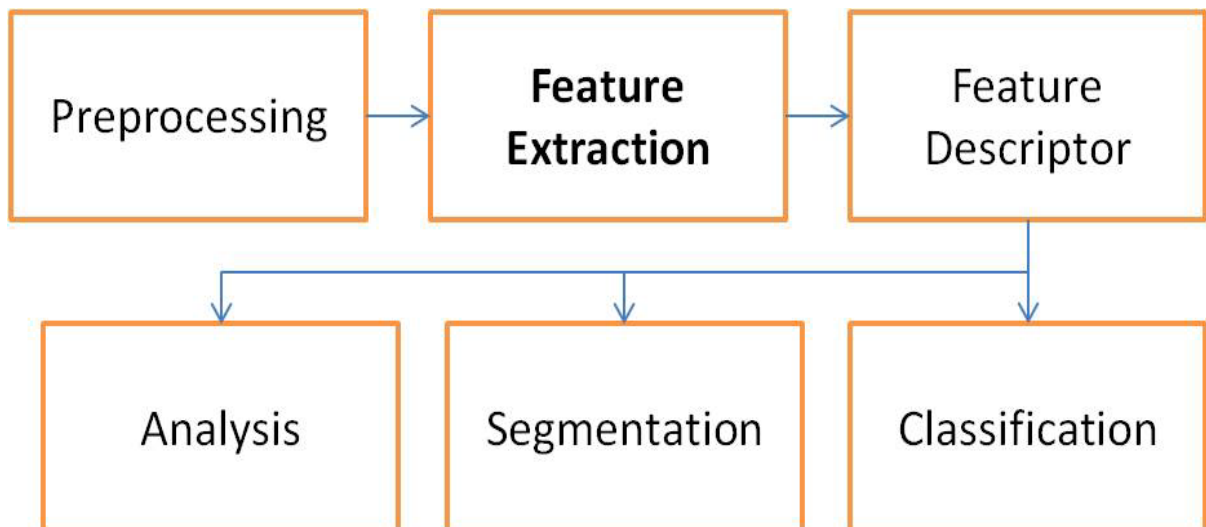 Preprocessing
Feature
Extraction
Feature
Descriptor
Analysis
Segmentation
Classification